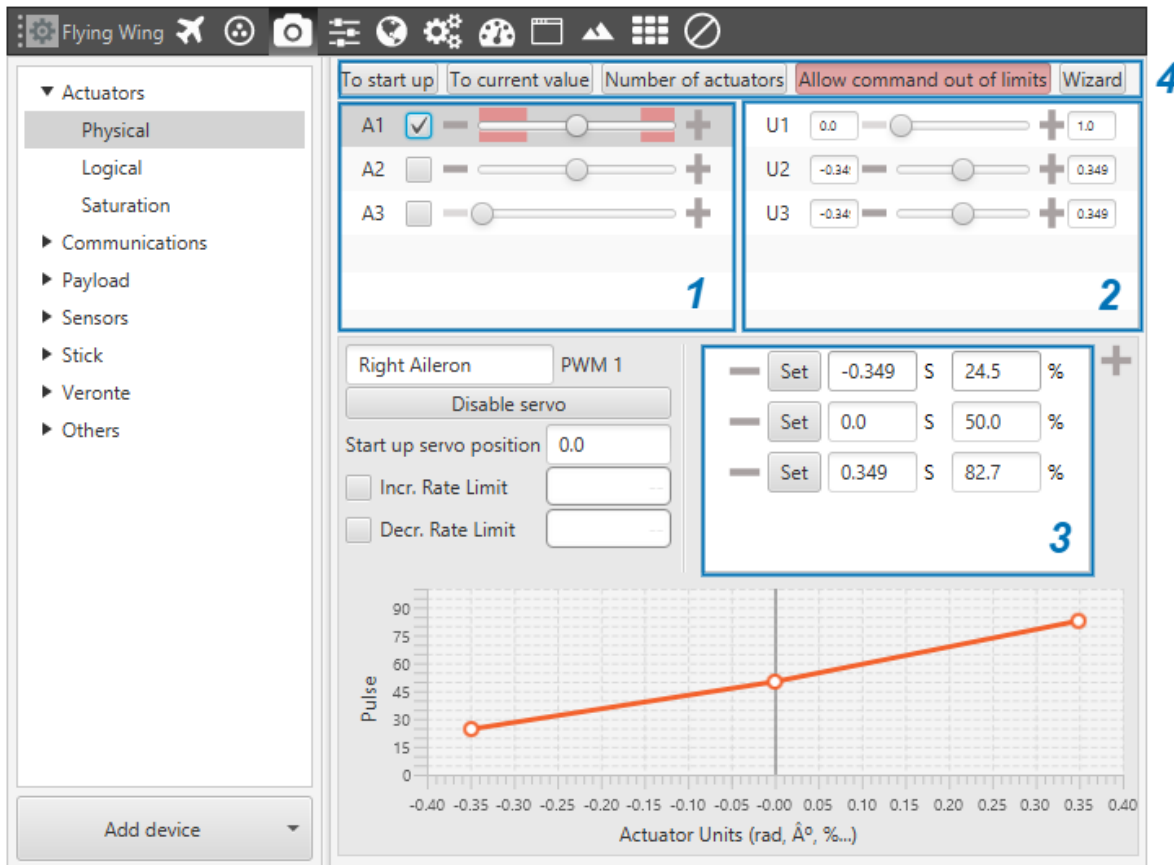 Flying Wing
4
To start up To current value Number of actuators Allow command out of limits Wizard
Actuators
Physical
Logical
Saturation
Communications
Payload
Sensors
Stick
Veronte
Others
Add device
A1
A2
A3
1
U1 0.0 1.0
U2 -0.34 0.349
U3 -0.34 0.349
2
Right Aileron PWM 1
Disable servo
Start up servo position 0.0
Incr. Rate Limit --
Decr. Rate Limit --
Set -0.349 S 24.5 %
Set 0.0 S 50.0 %
Set 0.349 S 82.7 %
3
Pulse
90
75
60
45
30
15
0
-0.40 -0.35 -0.30 -0.25 -0.20 -0.15 -0.10 -0.05 -0.00 0.05 0.10 0.15 0.20 0.25 0.30 0.35 0.40
Actuator Units (rad, Âº, %...)